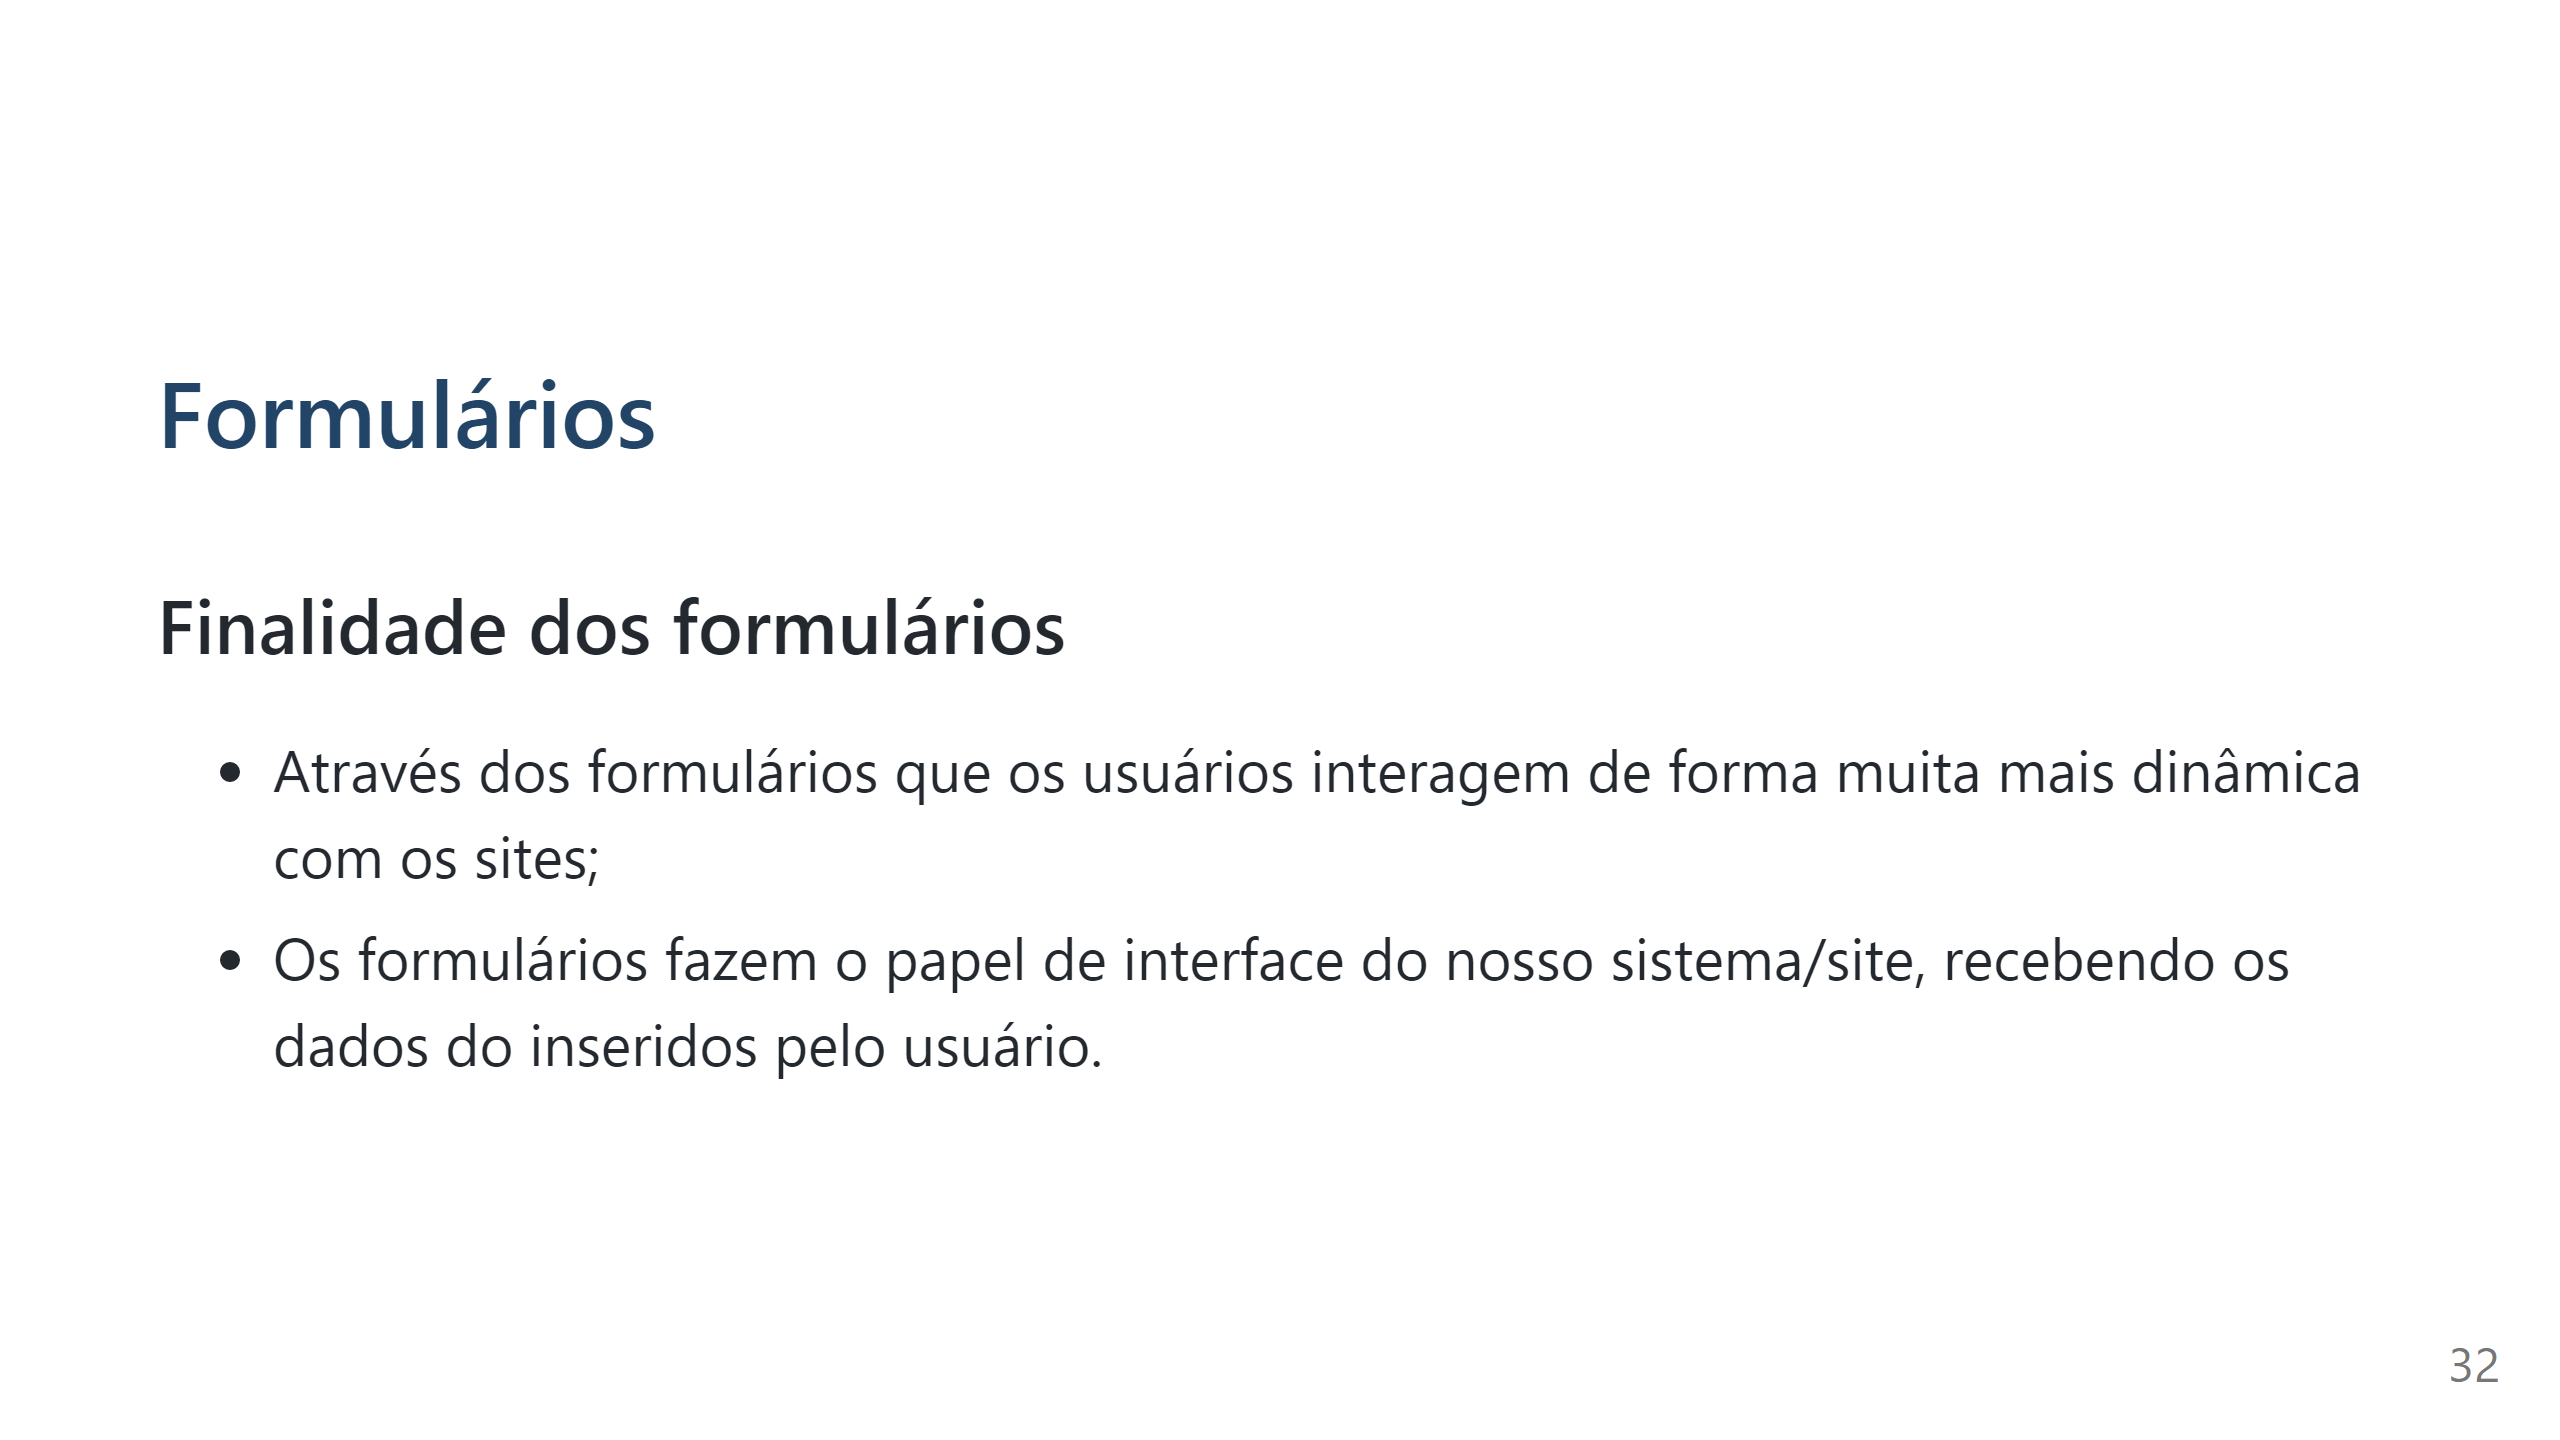 Formulários
Finalidade dos formulários
• Através dos formulários que os usuários interagem de forma muita mais dinâmica
com os sites;
• Os formulários fazem o papel de interface do nosso sistema/site, recebendo os
dados do inseridos pelo usuário.
32